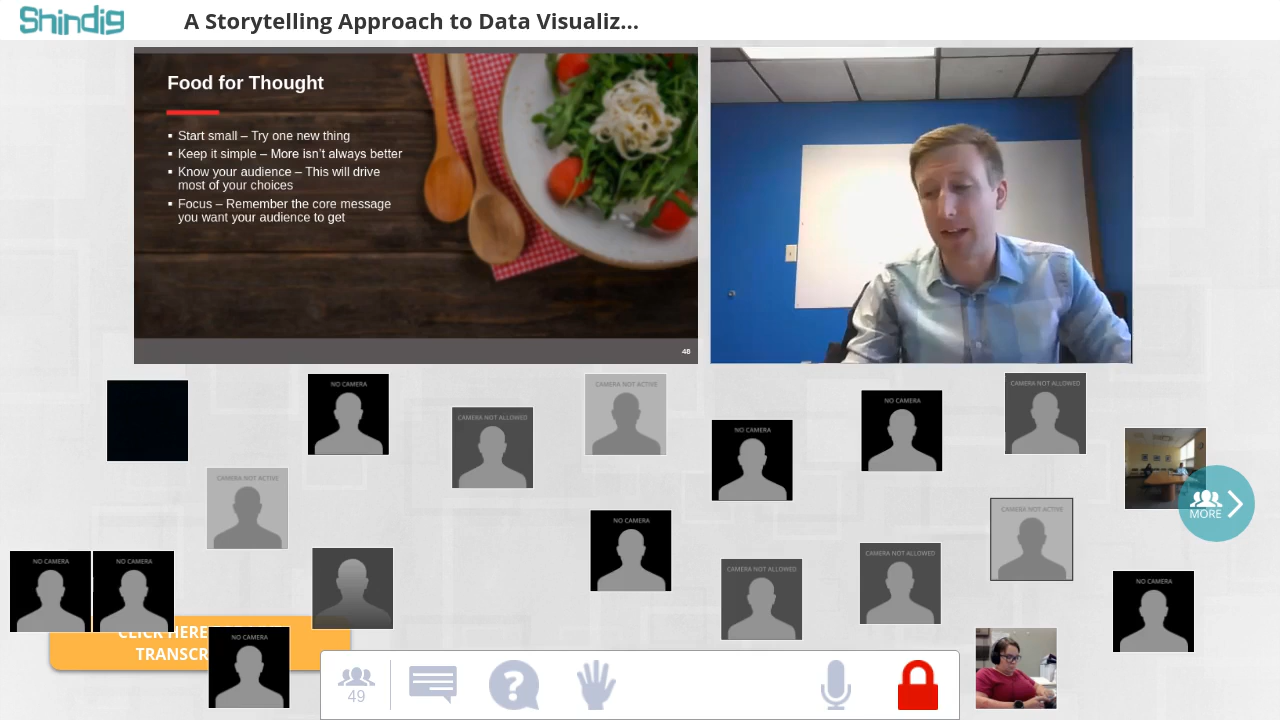 Shindig
A Storytelling Approach to Data Visualiz...
Food for Thought
Start small – Try one new thing
Keep it simple – More isn't always better
Know your audience – This will drive
most of your choices
Focus – Remember the core message
you want your audience to get
48
NO CAMERA
CAMERA NOT ALLOWED
CAMERA NOT ACTIVE
NO CAMERA
NO CAMERA
CAMERA NOT ALLOWED
CAMERA NOT ACTIVE
MORE
NO CAMERA
CAMERA NOT ACTIVE
NO CAMERA
NO CAMERA
CAMERA NOT ALLOWED
CAMERA NOT ALLOWED
NO CAMERA
CLICK HERE
TRANSCR
NO CAMERA
49